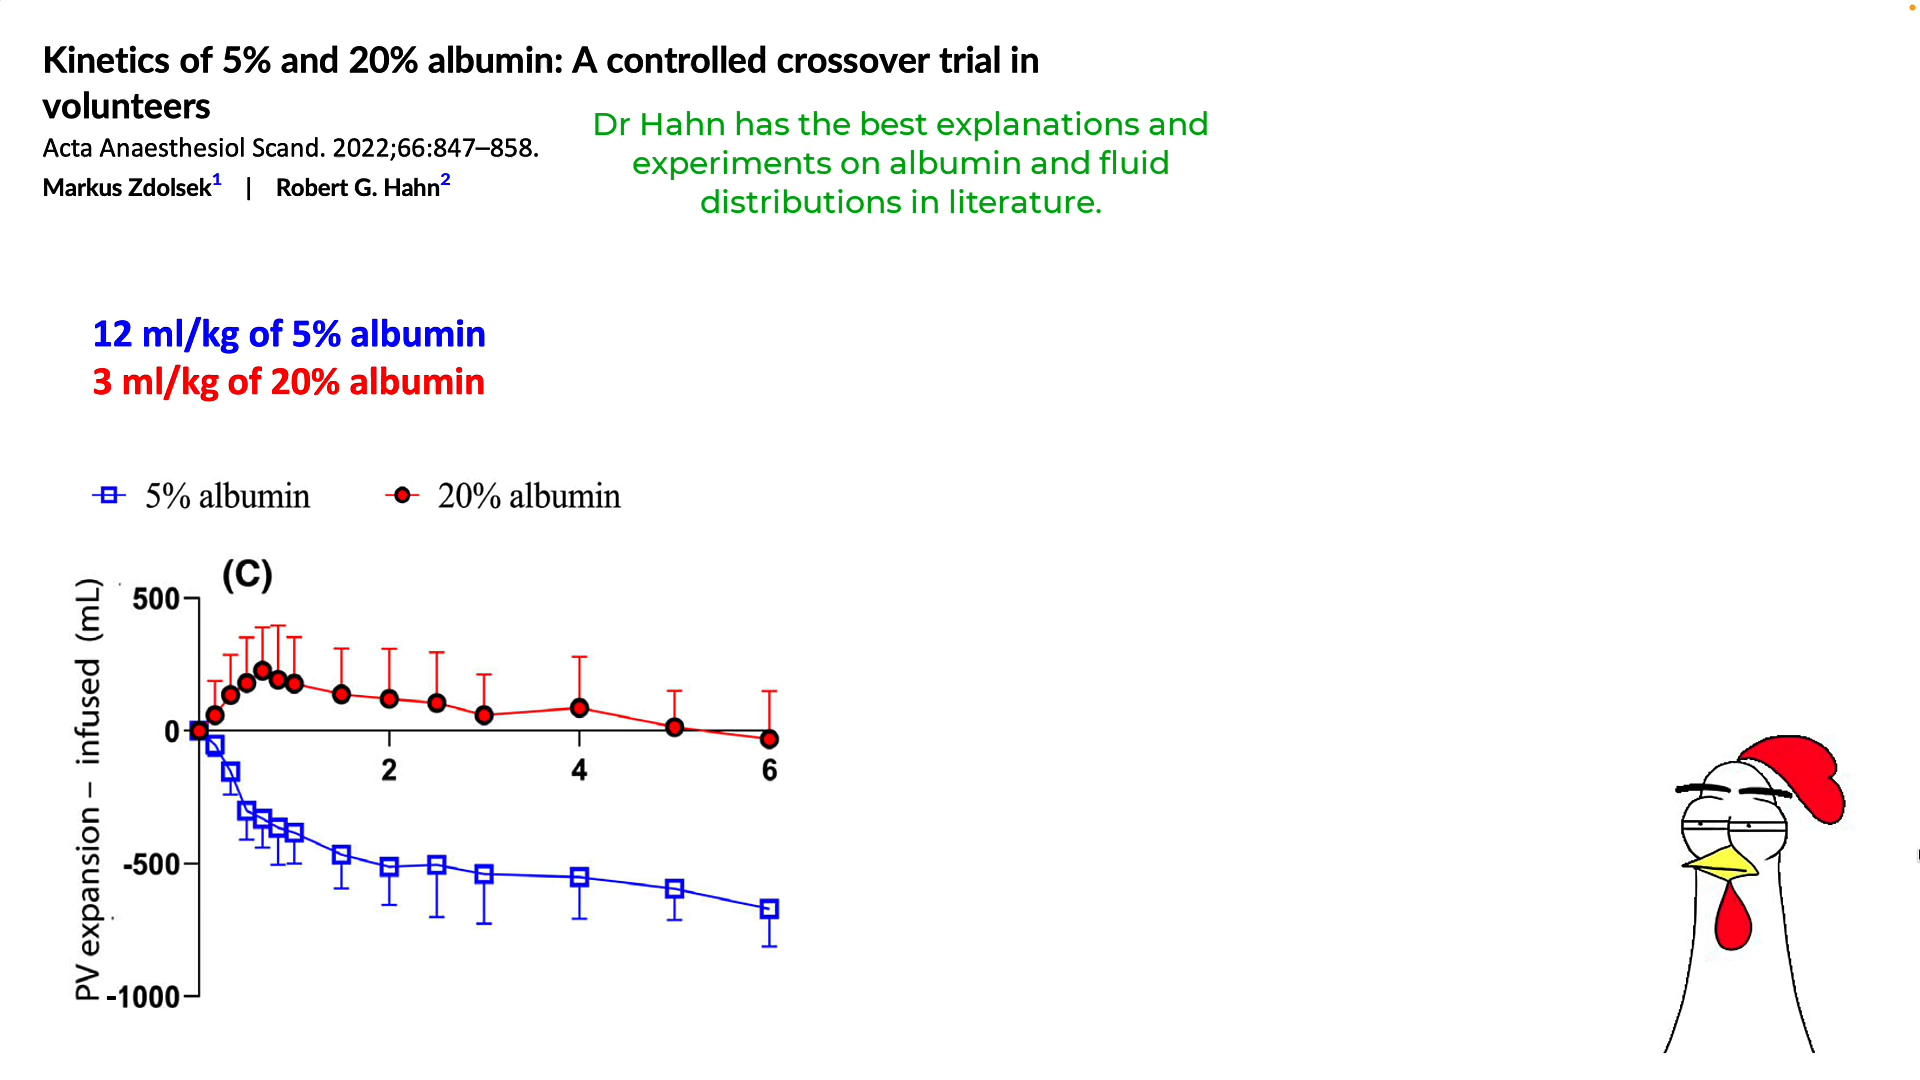 Kinetics of 5% and 20% albumin: A controlled crossover trial in
volunteers
Acta Anaesthesiol Scand. 2022;66:847–858.
Markus Zdolsek1 | Robert G. Hahn2
Dr Hahn has the best explanations and
experiments on albumin and fluid
distributions in literature.
12 ml/kg of 5% albumin
3 ml/kg of 20% albumin
5% albumin
20% albumin
(C)
PV expansion – infused (mL)
500
0
-500
-1000
2
4
6